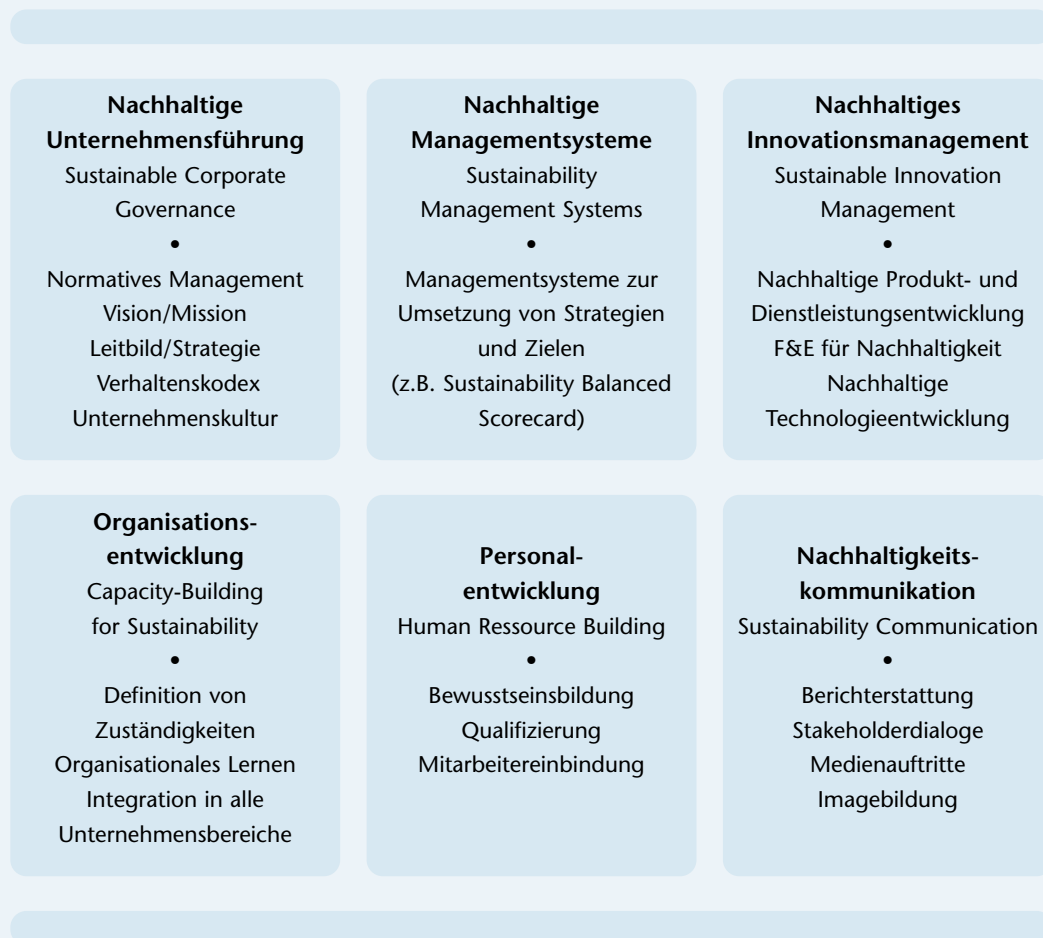 Nachhaltige
Unternehmensführung
Sustainable Corporate
Governance
•
Normatives Management
Vision/Mission
Leitbild/Strategie
Verhaltenskodex
Unternehmenskultur
Nachhaltige
Managementsysteme
Sustainability
Management Systems
•
Managementsysteme zur
Umsetzung von Strategien
und Zielen
(z.B. Sustainability Balanced
Scorecard)
Nachhaltiges
Innovationsmanagement
Sustainable Innovation
Management
•
Nachhaltige Produkt- und
Dienstleistungsentwicklung
F&E für Nachhaltigkeit
Nachhaltige
Technologieentwicklung
Organisations-
entwicklung
Capacity-Building
for Sustainability
•
Definition von
Zuständigkeiten
Organisationales Lernen
Integration in alle
Unternehmensbereiche
Personal-
entwicklung
Human Ressource Building
•
Bewusstseinsbildung
Qualifizierung
Mitarbeitereinbindung
Nachhaltigkeits-
kommunikation
Sustainability Communication
•
Berichterstattung
Stakeholderdialoge
Medienauftritte
Imagebildung